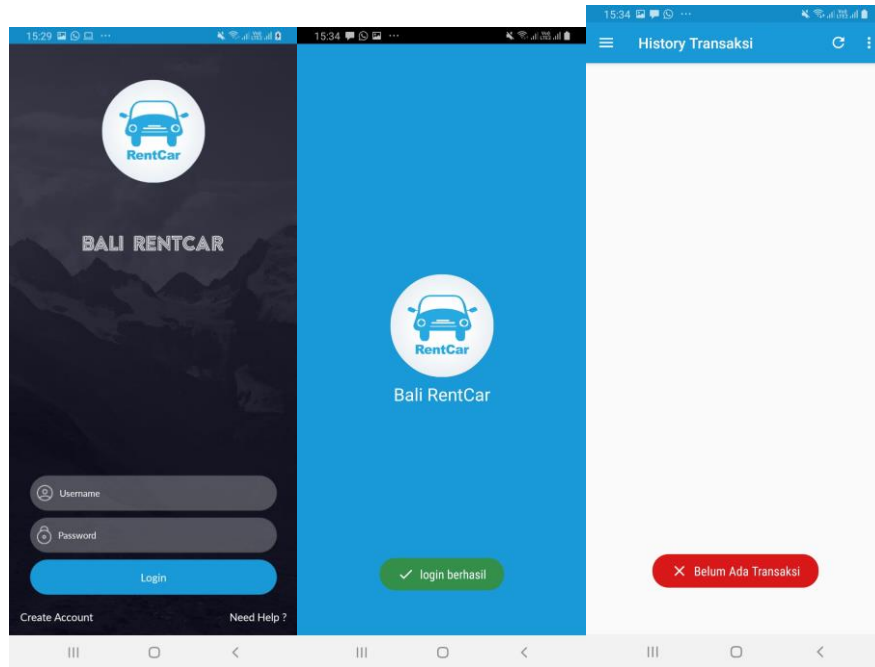 15:29
RentCar
BALI RENTCAR
Username
Password
Login
Create Account
Need Help ?
15:34
RentCar
Bali RentCar
login berhasil
15:34
History Transaksi
Belum Ada Transaksi